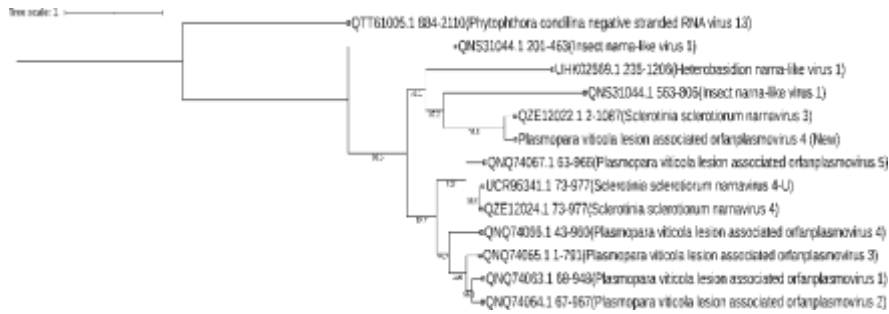 Tree scale: 1
QTT61005.1 684-2110(Phytophthora condilina negative stranded RNA virus 13)
QNS31044.1 201-463(Insect narna-like virus 1)
UHK02569.1 235-1206(Heterobasidion narna-like virus 1)
QNS31044.1 563-806(Insect narna-like virus 1)
QZE12022.1 2-1087(Sclerotinia sclerotiorum narnavirus 3)
Plasmopara viticola lesion associated orfanplasmovirus 4 (New)
QNQ74067.1 63-966(Plasmopara viticola lesion associated orfanplasmovirus 5)
UCR95341.1 73-977(Sclerotinia sclerotiorum narnavirus 4-U)
QZE12024.1 73-977(Sclerotinia sclerotiorum narnavirus 4)
QNQ74066.1 43-960(Plasmopara viticola lesion associated orfanplasmovirus 4)
QNQ74065.1 1-791(Plasmopara viticola lesion associated orfanplasmovirus 3)
QNQ74063.1 68-948(Plasmopara viticola lesion associated orfanplasmovirus 1)
QNQ74064.1 67-967(Plasmopara viticola lesion associated orfanplasmovirus 2)